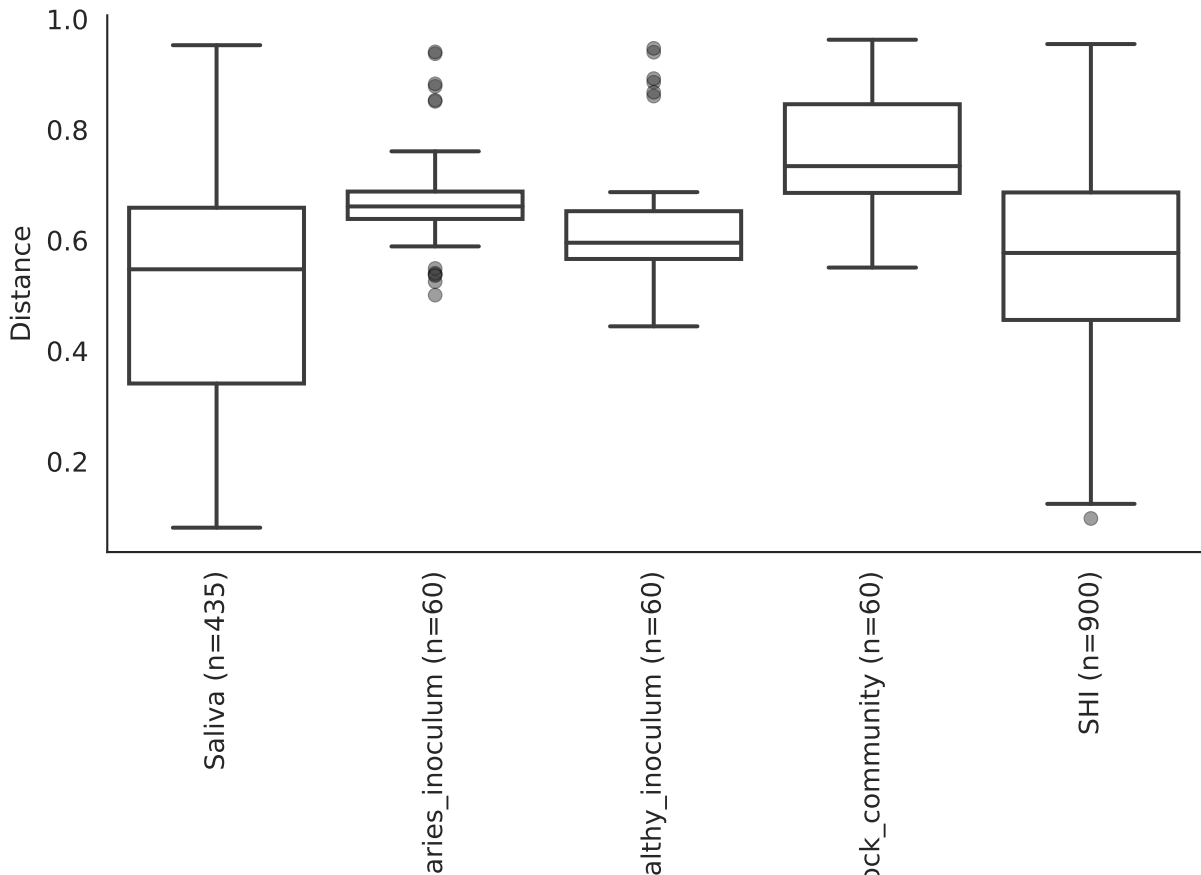 1.0
0.8
0.6
0.4
0.2
Distance
Saliva (n=435)
aries_inoculum (n=60)
althy_inoculum (n=60)
ock_community (n=60)
SHI (n=900)